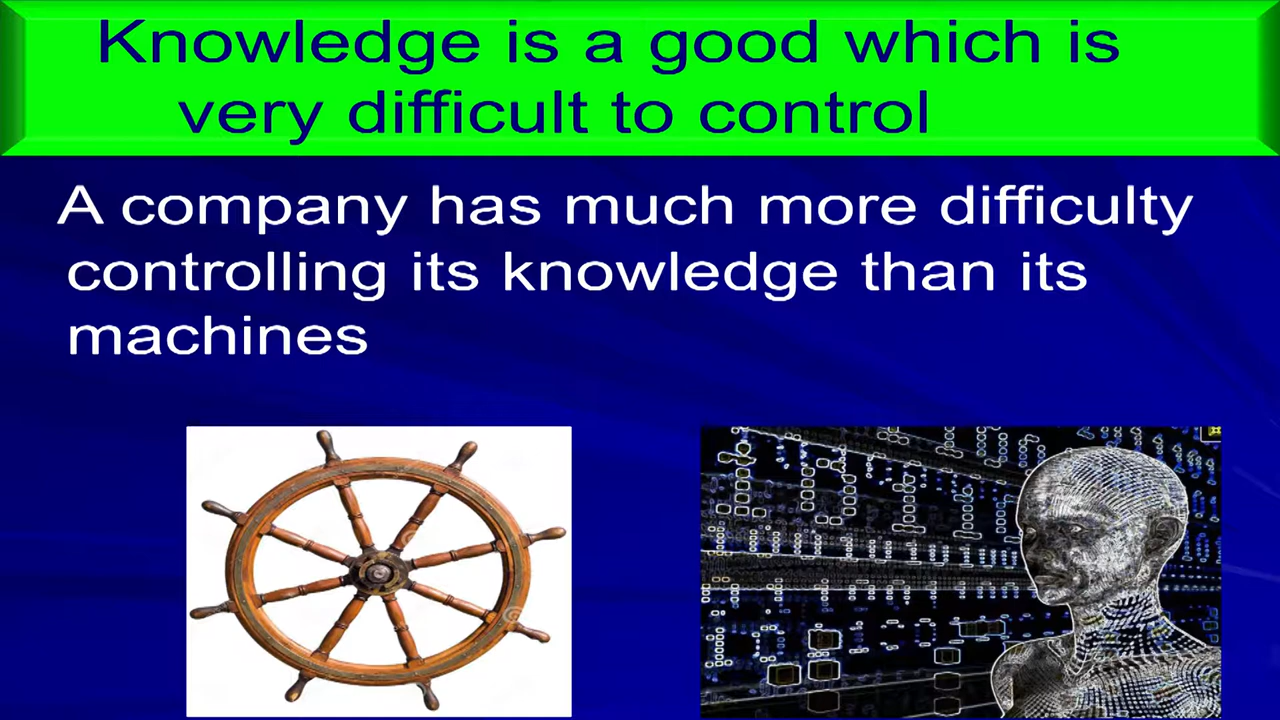 Knowledge is a good which is
very difficult to control
A company has much more difficulty
controlling its knowledge than its
machines